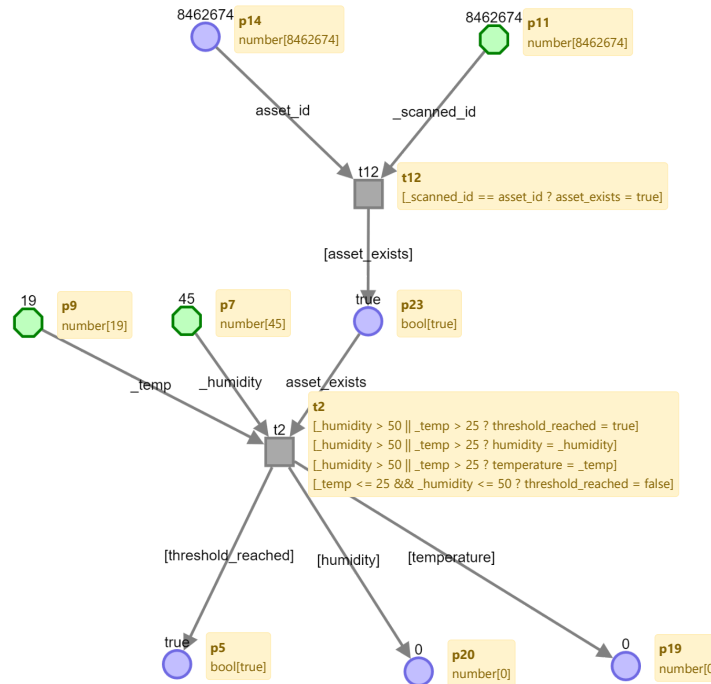 8462674
p14
number[8462674]
8462674
p11
number[8462674]
asset_id
_scanned_id
t12
t12
[_scanned_id == asset_id ? asset_exists = true]
[asset_exists]
19
p9
number[19]
45
p7
number[45]
true
p23
bool[true]
_temp
_humidity
asset_exists
t2
t2
[_humidity > 50 || _temp > 25 ? threshold_reached = true]
[_humidity > 50 || _temp > 25 ? humidity = _humidity]
[_humidity > 50 || _temp > 25 ? temperature = _temp]
[_temp <= 25 && _humidity <= 50 ? threshold_reached = false]
[threshold_reached]
[humidity]
[temperature]
true
p5
bool[true]
0
p20
number[0]
0
p19
number[0